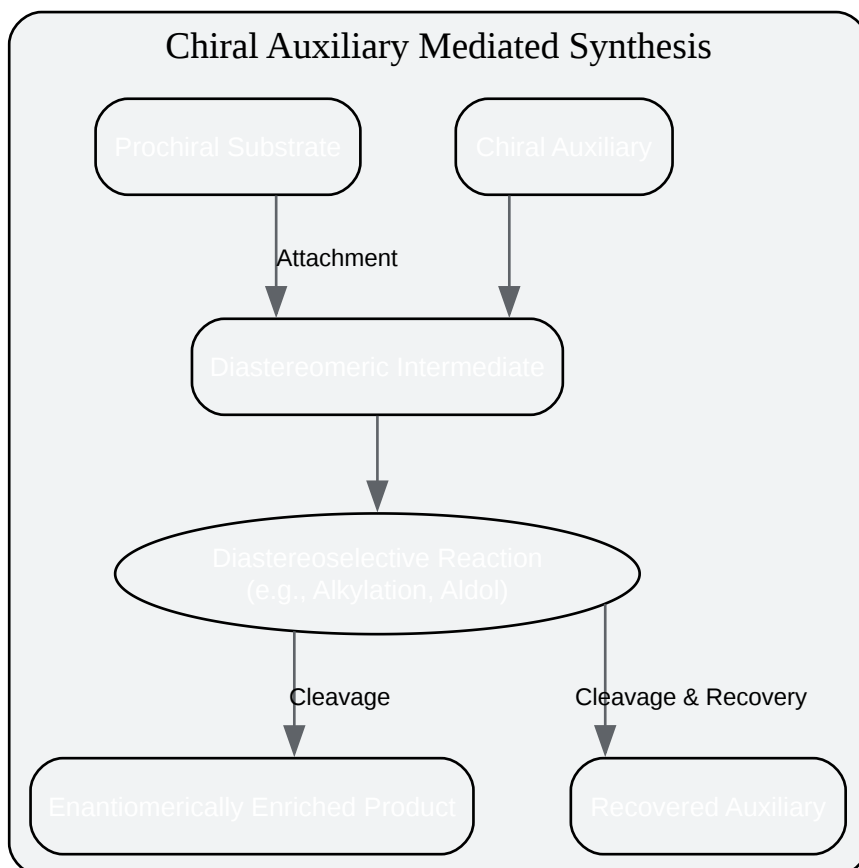 Chiral Auxiliary Mediated Synthesis
Prochiral Substrate
Chiral Auxiliary
Attachment
Diastereomeric Intermediate
Diastereoselective Reaction
(e.g., Alkylation, Aldol)
Cleavage
Cleavage & Recovery
Enantiomerically Enriched Product
Recovered Auxiliary